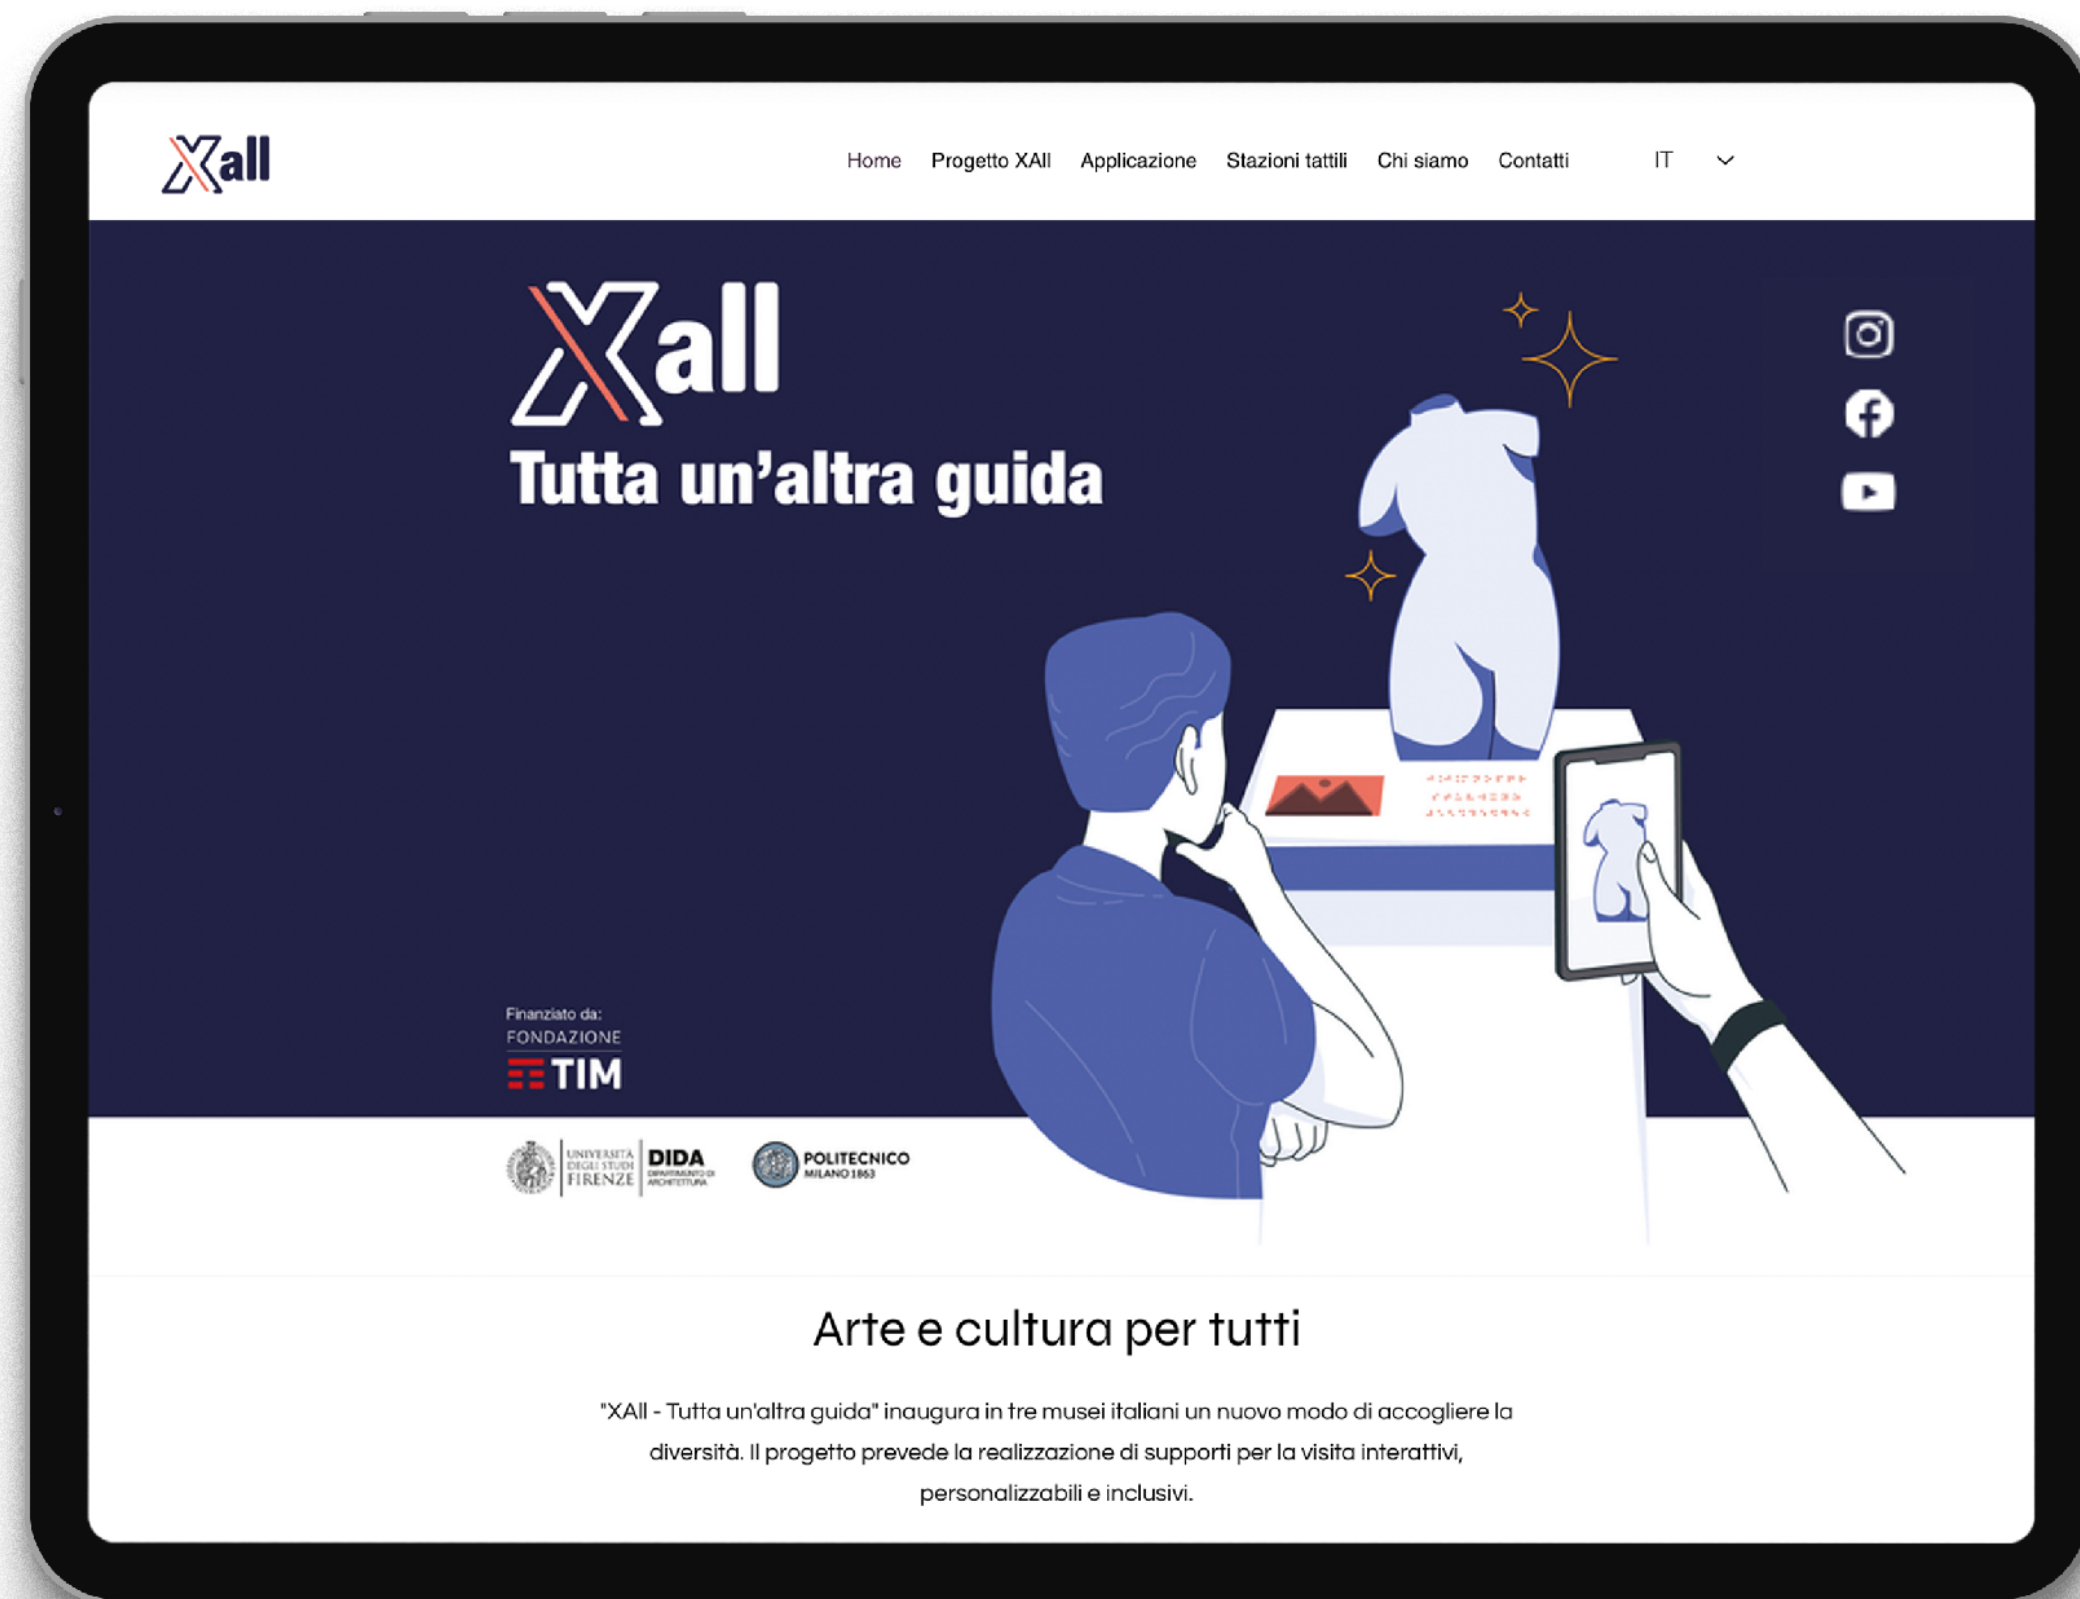 Xall
Home Progetto XAll Applicazione Stazioni tattili Chi siamo Contatti IT
Xall
Tutta un'altra guida
Finanziato da:
FONDAZIONE
TIM
UNIVERSITÀ
DEGLI STUDI
FIRENZE
DIDA
DIPARTIMENTO DI
ARCHITETTURA
POLITECNICO
MILANO 1863
Arte e cultura per tutti
"XAll - Tutta un'altra guida" inaugura in tre musei italiani un nuovo modo di accogliere la
diversità. Il progetto prevede la realizzazione di supporti per la visita interattivi,
personalizzabili e inclusivi.